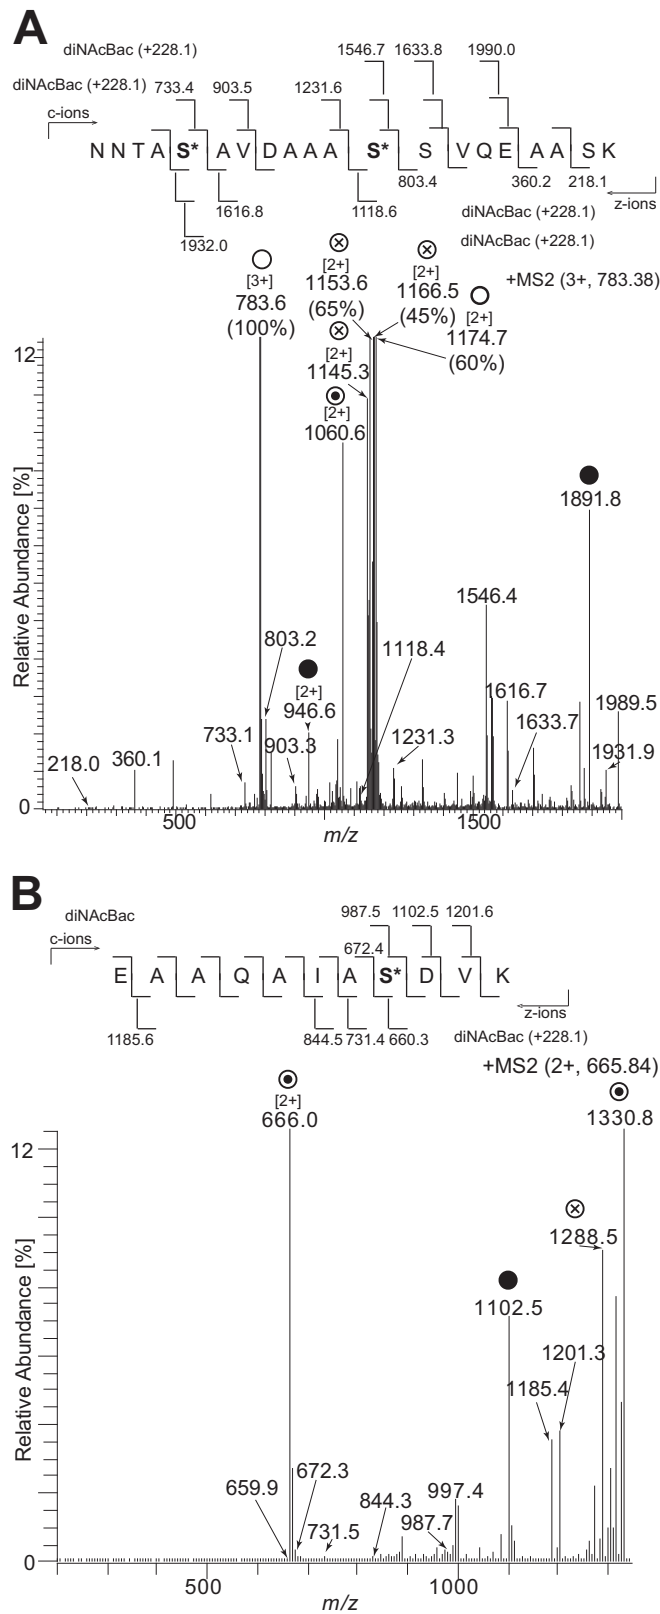 A
diNAcBac (+228.1)
1546.7 1633.8 1990.0
diNAcBac (+228.1) 733.4 903.5 1231.6
c-ions
N N T A S* A V D A A A S* S V Q E A A S K
803.4 360.2 218.1
1616.8 1118.6 z-ions
diNAcBac (+228.1)
1932.0 diNAcBac (+228.1)
+MS2 (3+, 783.38)
[3+]
783.6
(100%)
[2+]
1153.6
(65%)
[2+]
1166.5
(45%)
[2+]
1174.7
(60%)
[2+]
1145.3
[2+]
1060.6
12
1891.8
1546.4
803.2
1118.4
[2+]
946.6
1616.7
1989.5
733.1
903.3
1231.3
1633.7
1931.9
218.0
360.1
0
500 1500
m/z
Relative Abundance [%]
B
diNAcBac
987.5 1102.5 1201.6
c-ions
672.4
E A A Q A I A S* D V K
z-ions
1185.6 844.5 731.4 660.3 diNAcBac (+228.1)
+MS2 (2+, 665.84)
[2+]
666.0
1330.8
12
1288.5
1102.5
1201.3
1185.4
659.9
672.3
731.5
844.3
997.4
987.7
0
500 1000
m/z
Relative Abundance [%]